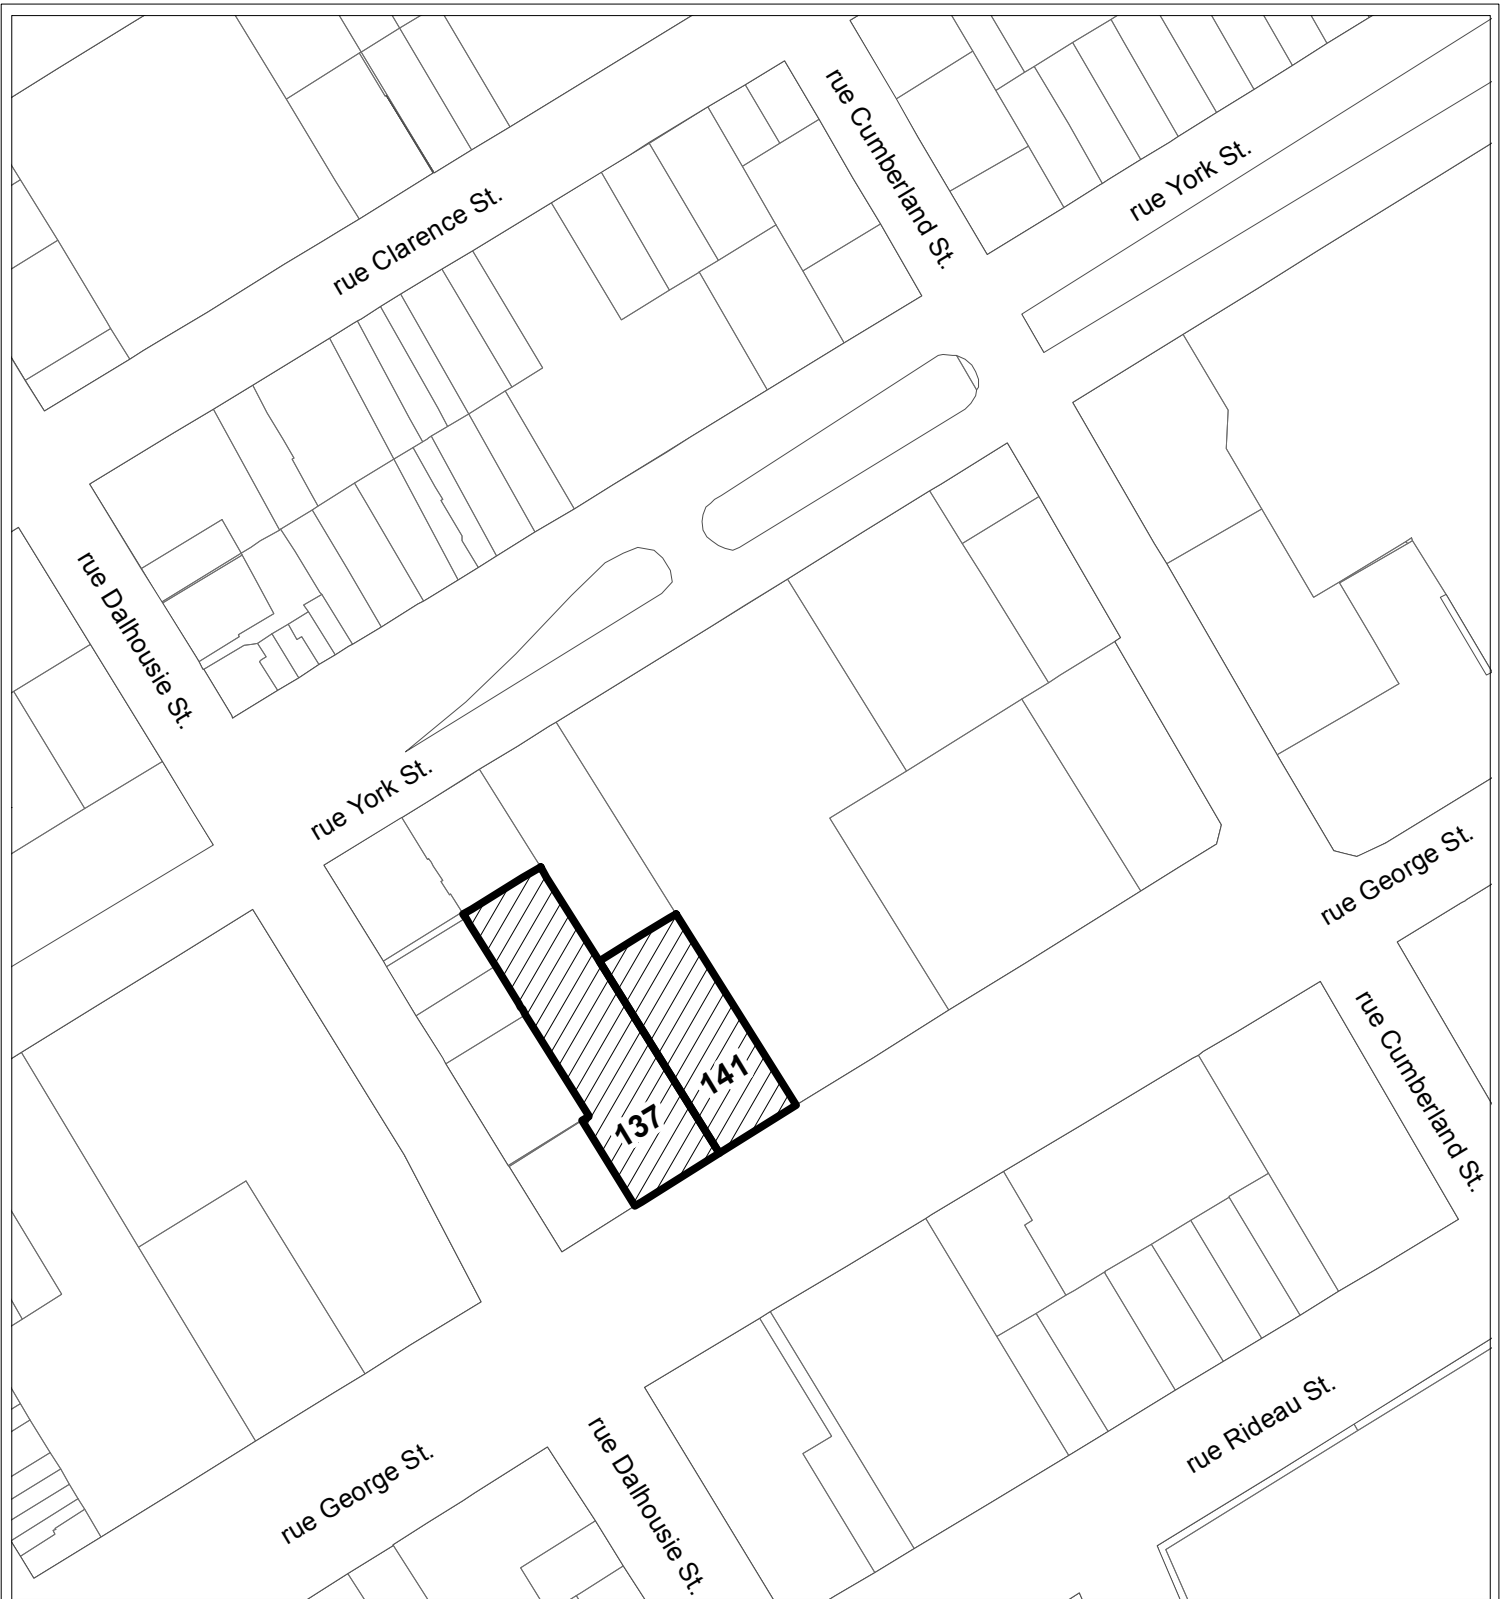 rue Cumberland St.
rue York St.
rue Clarence St.
rue Dalhousie St.
rue York St.
rue George St.
141
137
rue Cumberland St.
rue Rideau St.
rue George St.
rue Dalhousie St.